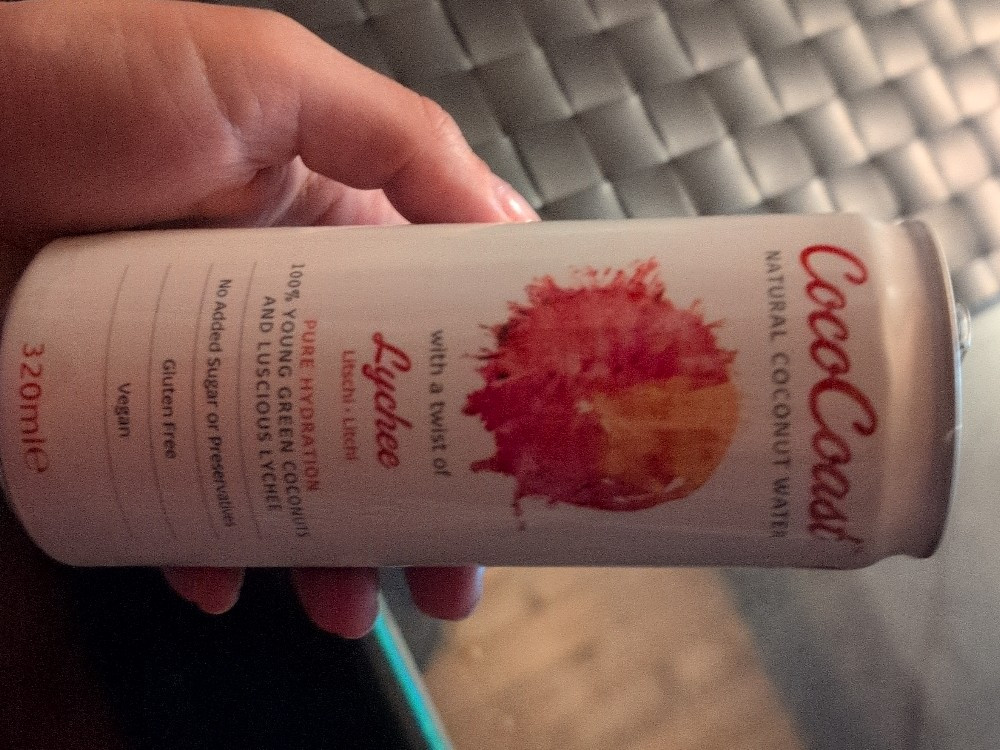 CocoCoast
NATURAL COCONUT WATER
with a twist of
Lychee
Litschi • Litchi
PURE HYDRATION
100% YOUNG GREEN COCONUTS
AND LUSCIOUS LYCHEE
No Added Sugar or Preservatives
Gluten Free
Vegan
320ml℮